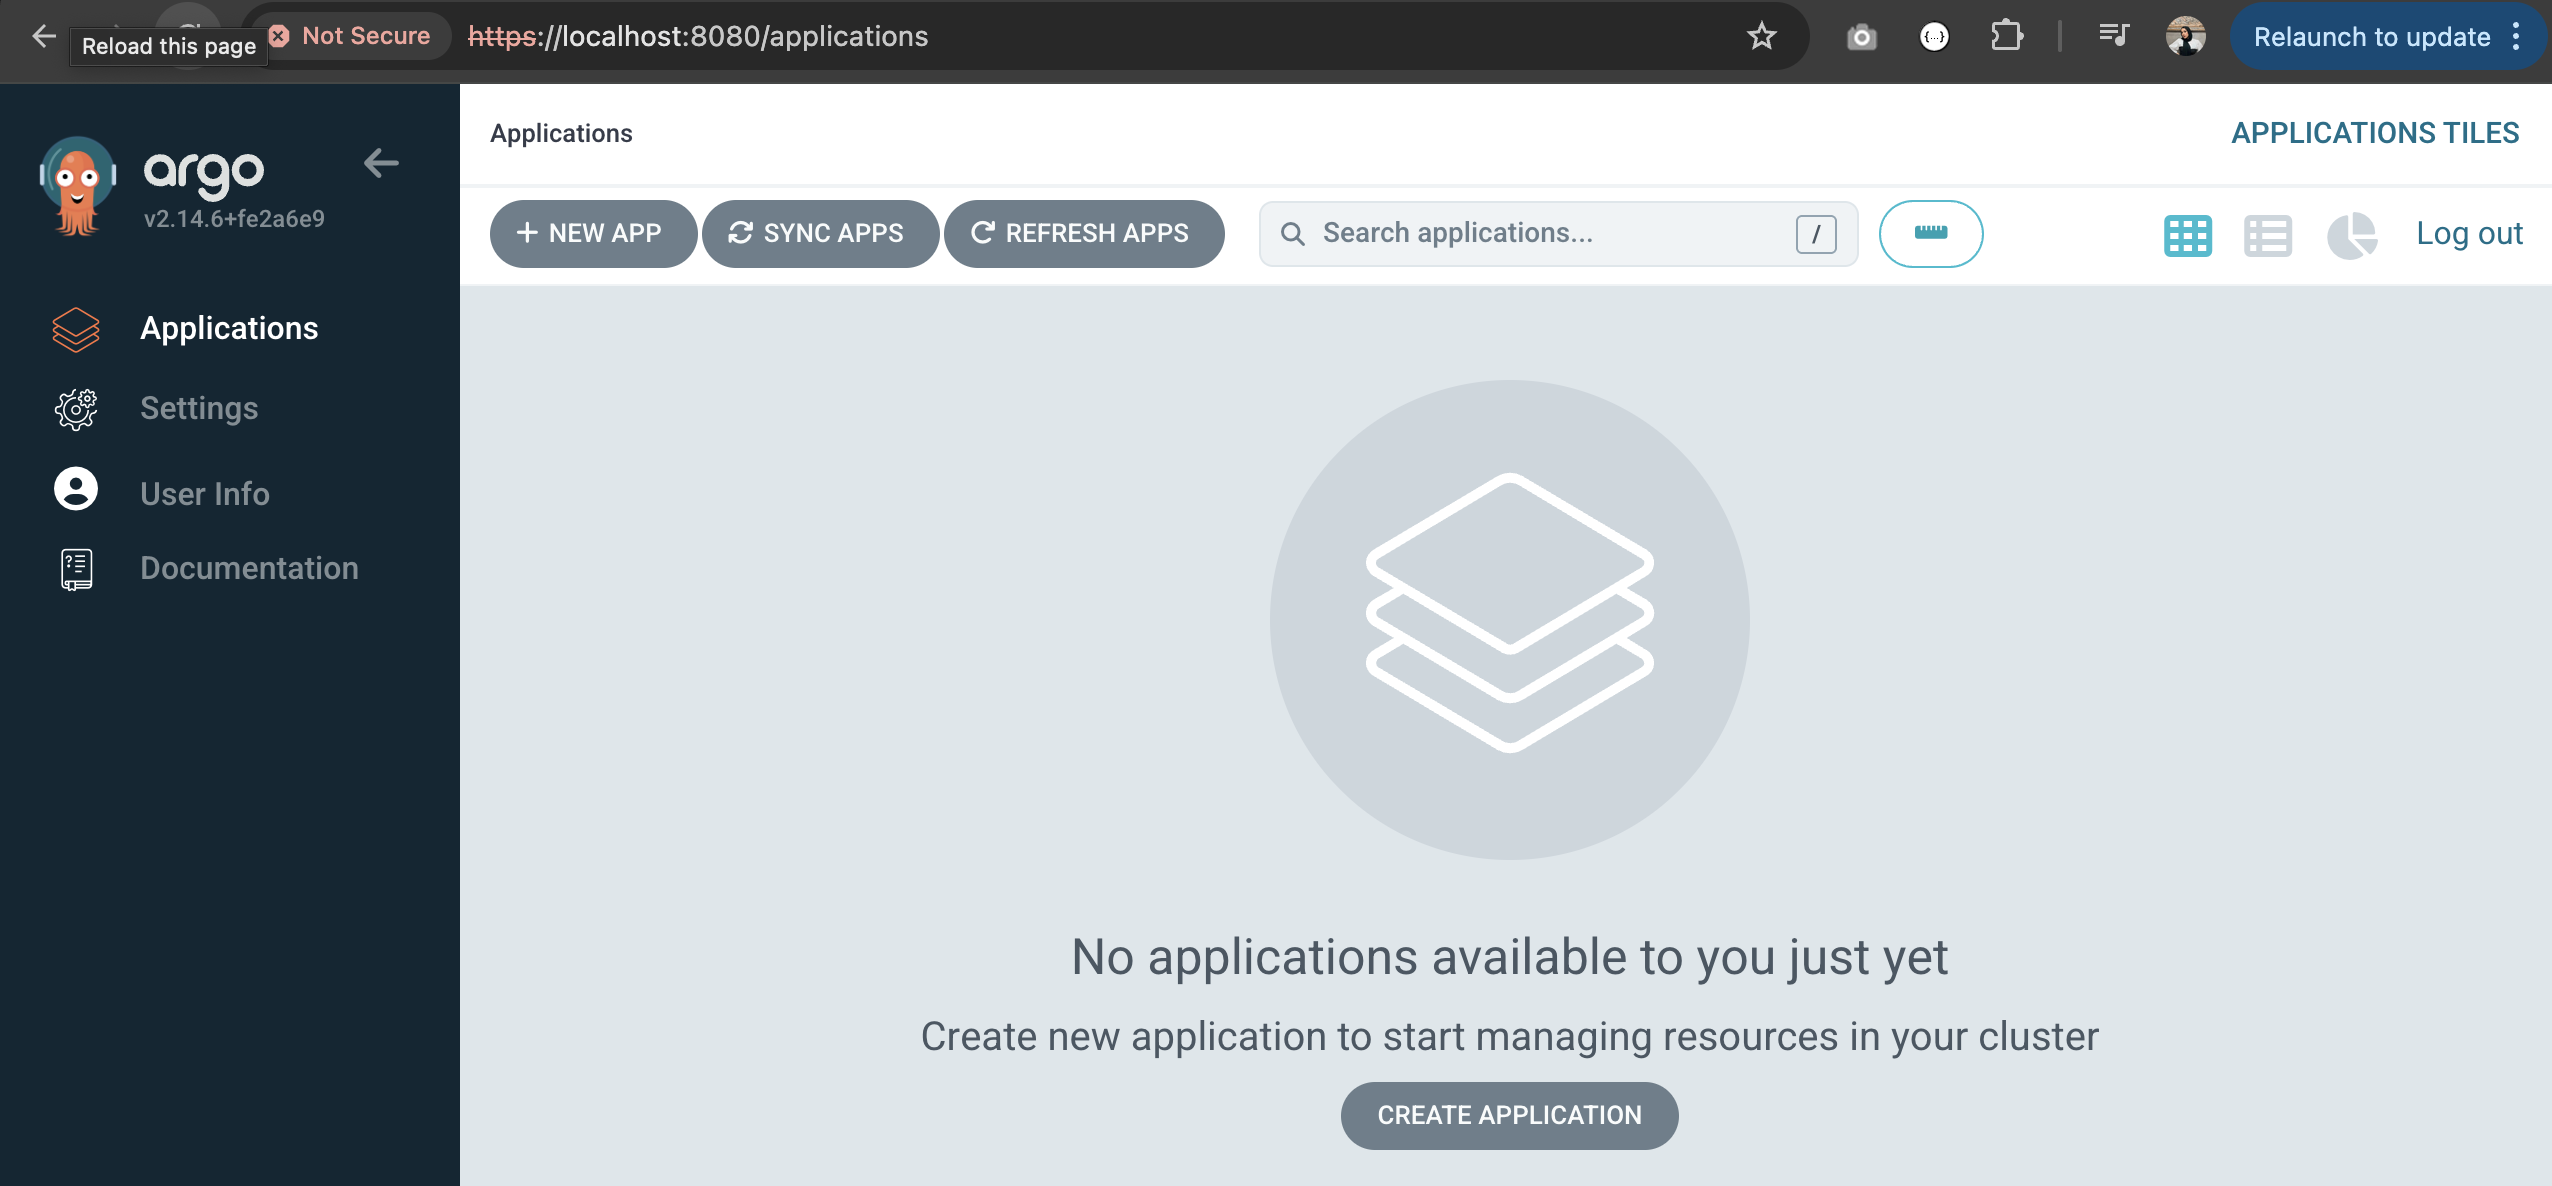 Reload this page
Not Secure
https://localhost:8080/applications
Relaunch to update
argo
v2.14.6+fe2a6e9
Applications
Settings
User Info
Documentation
Applications
APPLICATIONS TILES
+ NEW APP
SYNC APPS
REFRESH APPS
Search applications...
/
Log out
No applications available to you just yet
Create new application to start managing resources in your cluster
CREATE APPLICATION